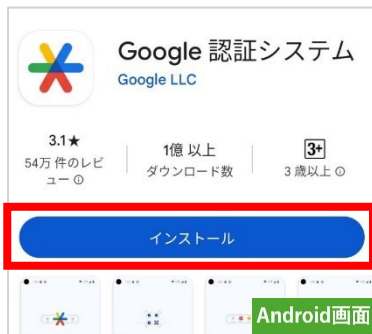 Google 認証システム
Google LLC
3.1★
54万 件のレビ
ュー ⓘ
1億 以上
ダウンロード数
3+
3 歳以上 ⓘ
インストール
Android画面